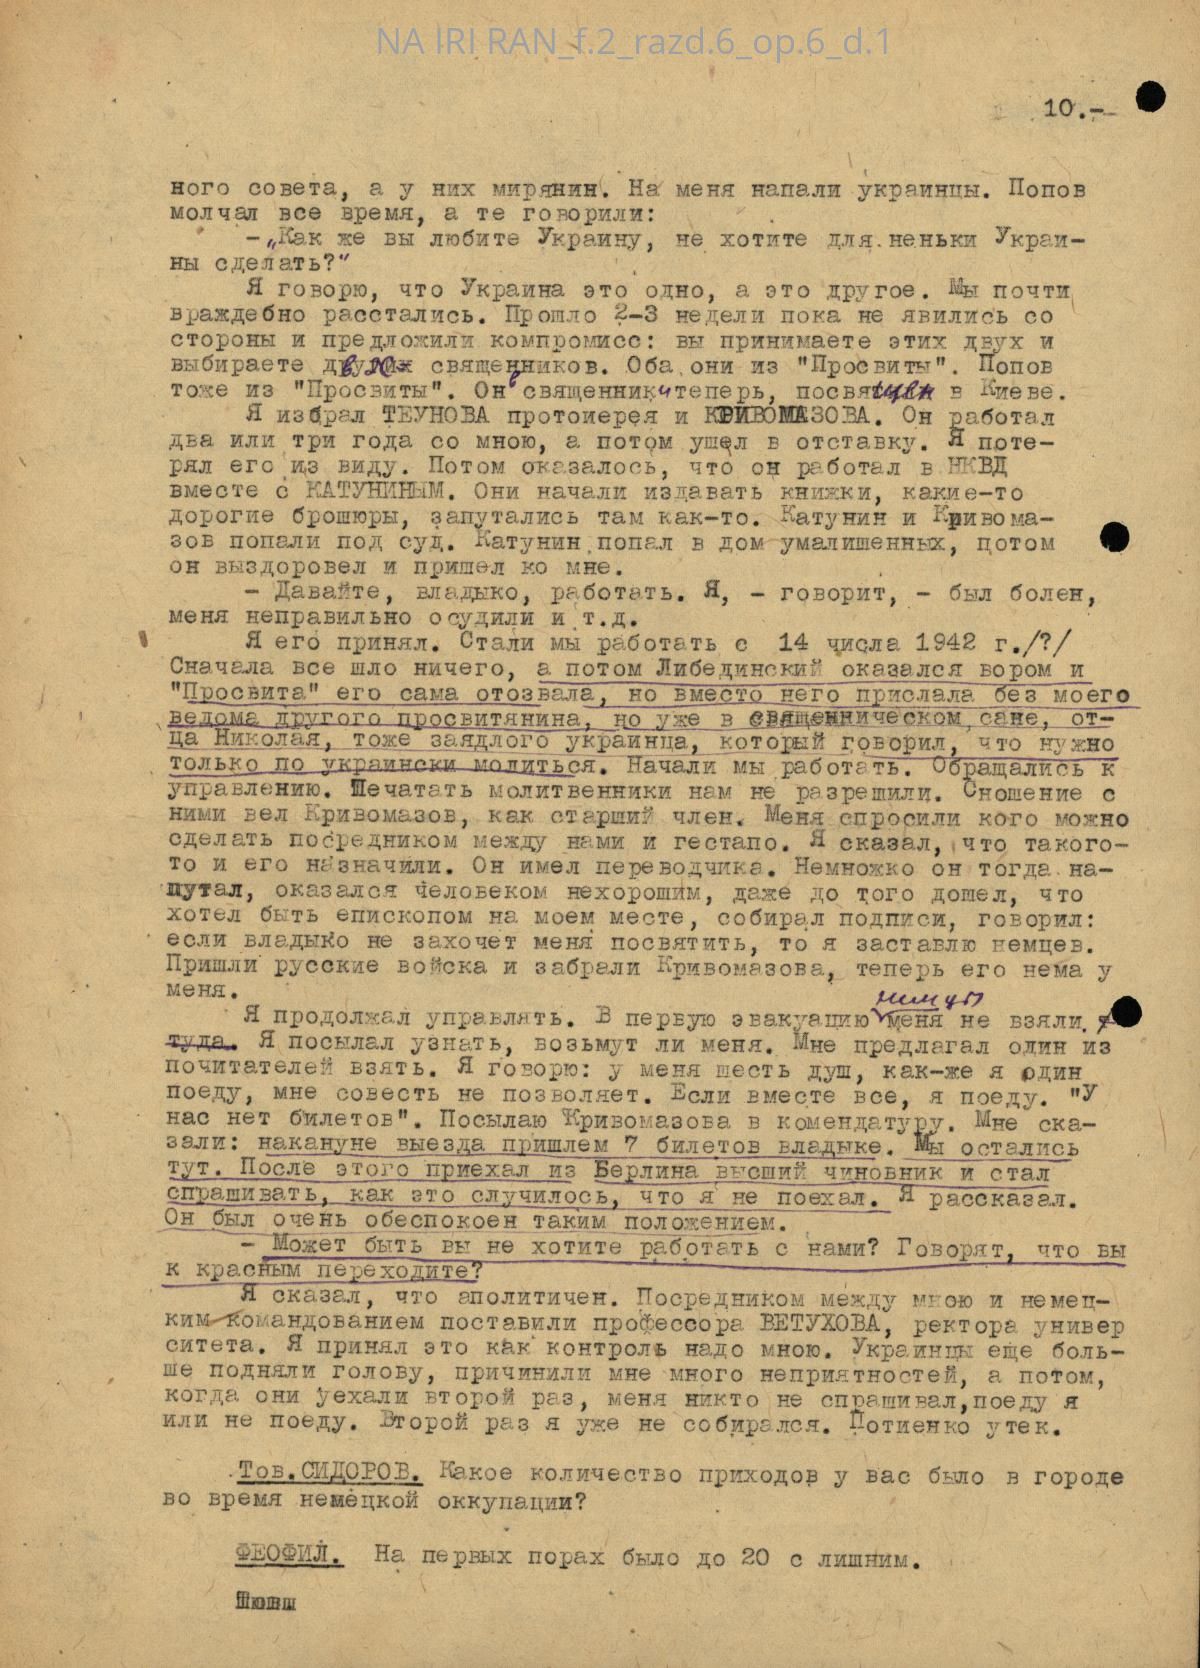 NA IRI RAN_f.2_razd.6_op.6_d.1
10.-
ного совета, а у них мирянин. На меня напали украинцы. Попов
молчал все время, а те говорили:
-„Как же вы любите Украину, не хотите для неньки Украи-
ны сделать?"
Я говорю, что Украина это одно, а это другое. Мы почти
враждебно расстались. Прошло 2-3 недели пока не явились со
стороны и предложили компромисс: вы принимаете этих двух и
выбираете двух священников. Оба они из "Просвиты". Попов
тоже из "Просвиты". Он в священники теперь, посвящен в Киеве.
Я избрал ТЕУНОВА протоиерея и КРИВОМАЗОВА. Он работал
два или три года со мною, а потом ушел в отставку. Я поте-
рял его из виду. Потом оказалось, что он работал в НКВД
вместе с КАТУНИНЫМ. Они начали издавать книжки, какие-то
дорогие брошюры, запутались там как-то. Катунин и Кривома-
зов попали под суд. Катунин попал в дом умалишенных, потом
он выздоровел и пришел ко мне.
- Давайте, владыко, работать. Я, - говорит, - был болен,
меня неправильно осудили и т.д.
Я его принял. Стали мы работать с 14 числа 1942 г./?/
Сначала все шло ничего, а потом Либединский оказался вором и
"Просвита" его сама отозвала, но вместо него прислала без моего
ведома другого просвитянина, но уже в священническом сане, от-
ца Николая, тоже заядлого украинца, который говорил, что нужно
только по украински молиться. Начали мы работать. Обращались к
управлению. Печатать молитвенники нам не разрешили. Сношение с
ними вел Кривомазов, как старший член. Меня спросили кого можно
сделать посредником между нами и гестапо. Я сказал, что такого-
то и его назначили. Он имел переводчика. Немножко он тогда на-
путал, оказался человеком нехорошим, даже до того дошел, что
хотел быть епископом на моем месте, собирал подписи, говорил:
если владыко не захочет меня посвятить, то я заставлю немцев.
Пришли русские войска и забрали Кривомазова, теперь его нема у
меня.
немцы
Я продолжал управлять. В первую эвакуацию меня не взяли.
туда. Я посылал узнать, возьмут ли меня. Мне предлагал один из
почитателей взять. Я говорю: у меня шесть душ, как-же я один
поеду, мне совесть не позволяет. Если вместе все, я поеду. "У
нас нет билетов". Посылаю Кривомазова в комендатуру. Мне ска-
зали: накануне выезда пришлем 7 билетов владыке. Мы остались
тут. После этого приехал из Берлина высший чиновник и стал
спрашивать, как это случилось, что я не поехал. Я рассказал.
Он был очень обеспокоен таким положением.
- Может быть вы не хотите работать с нами? Говорят, что вы
к красным переходите?
Я сказал, что аполитичен. Посредником между мною и немец-
ким командованием поставили профессора ВЕТУХОВА, ректора универ
ситета. Я принял это как контроль надо мною. Украинцы еще боль-
ше подняли голову, причинили мне много неприятностей, а потом,
когда они уехали второй раз, меня никто не спрашивал,поеду я
или не поеду. Второй раз я уже не собирался. Потиенко утек.
Тов.СИДОРОВ. Какое количество приходов у вас было в городе
во время немецкой оккупации?
ФЕОФИЛ. На первых порах было до 20 с лишним.